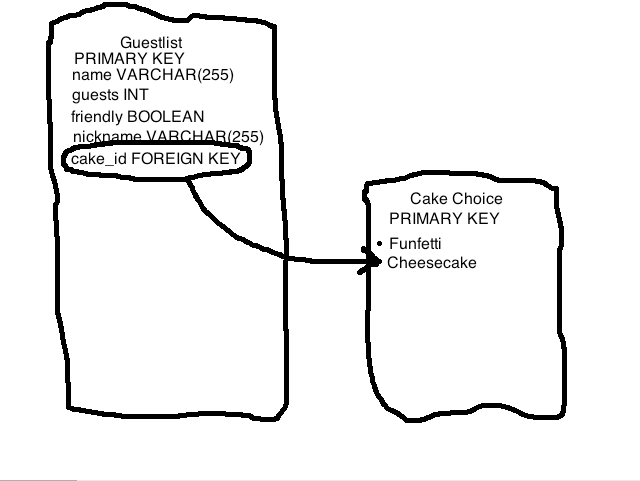 Guestlist
PRIMARY KEY
name VARCHAR(255)
guests INT
friendly BOOLEAN
nickname VARCHAR(255)
cake_id FOREIGN KEY
Cake Choice
PRIMARY KEY
• Funfetti
Cheesecake